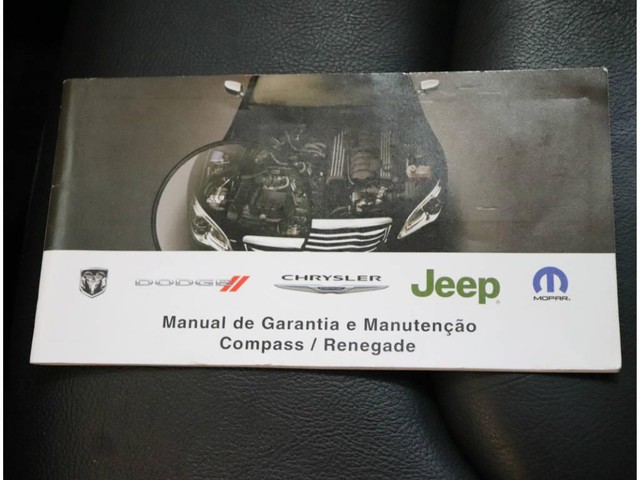 DODGE CHRYSLER Jeep MOPAR
Manual de Garantia e Manutenção
Compass / Renegade